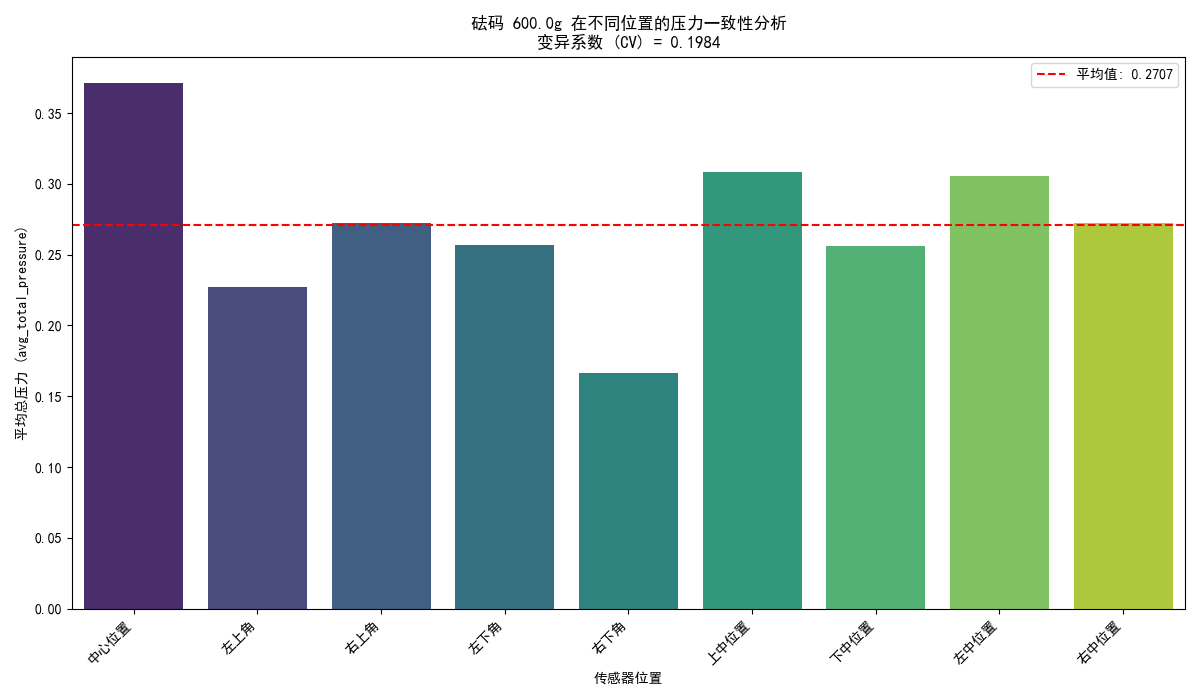 砝码 600.0g 在不同位置的压力一致性分析
变异系数 (CV) = 0.1984
平均值: 0.2707
平均总压力 (avg_total_pressure)
0.35
0.30
0.25
0.20
0.15
0.10
0.05
0.00
中心位置
左上角
右上角
左下角
右下角
上中位置
下中位置
左中位置
右中位置
传感器位置